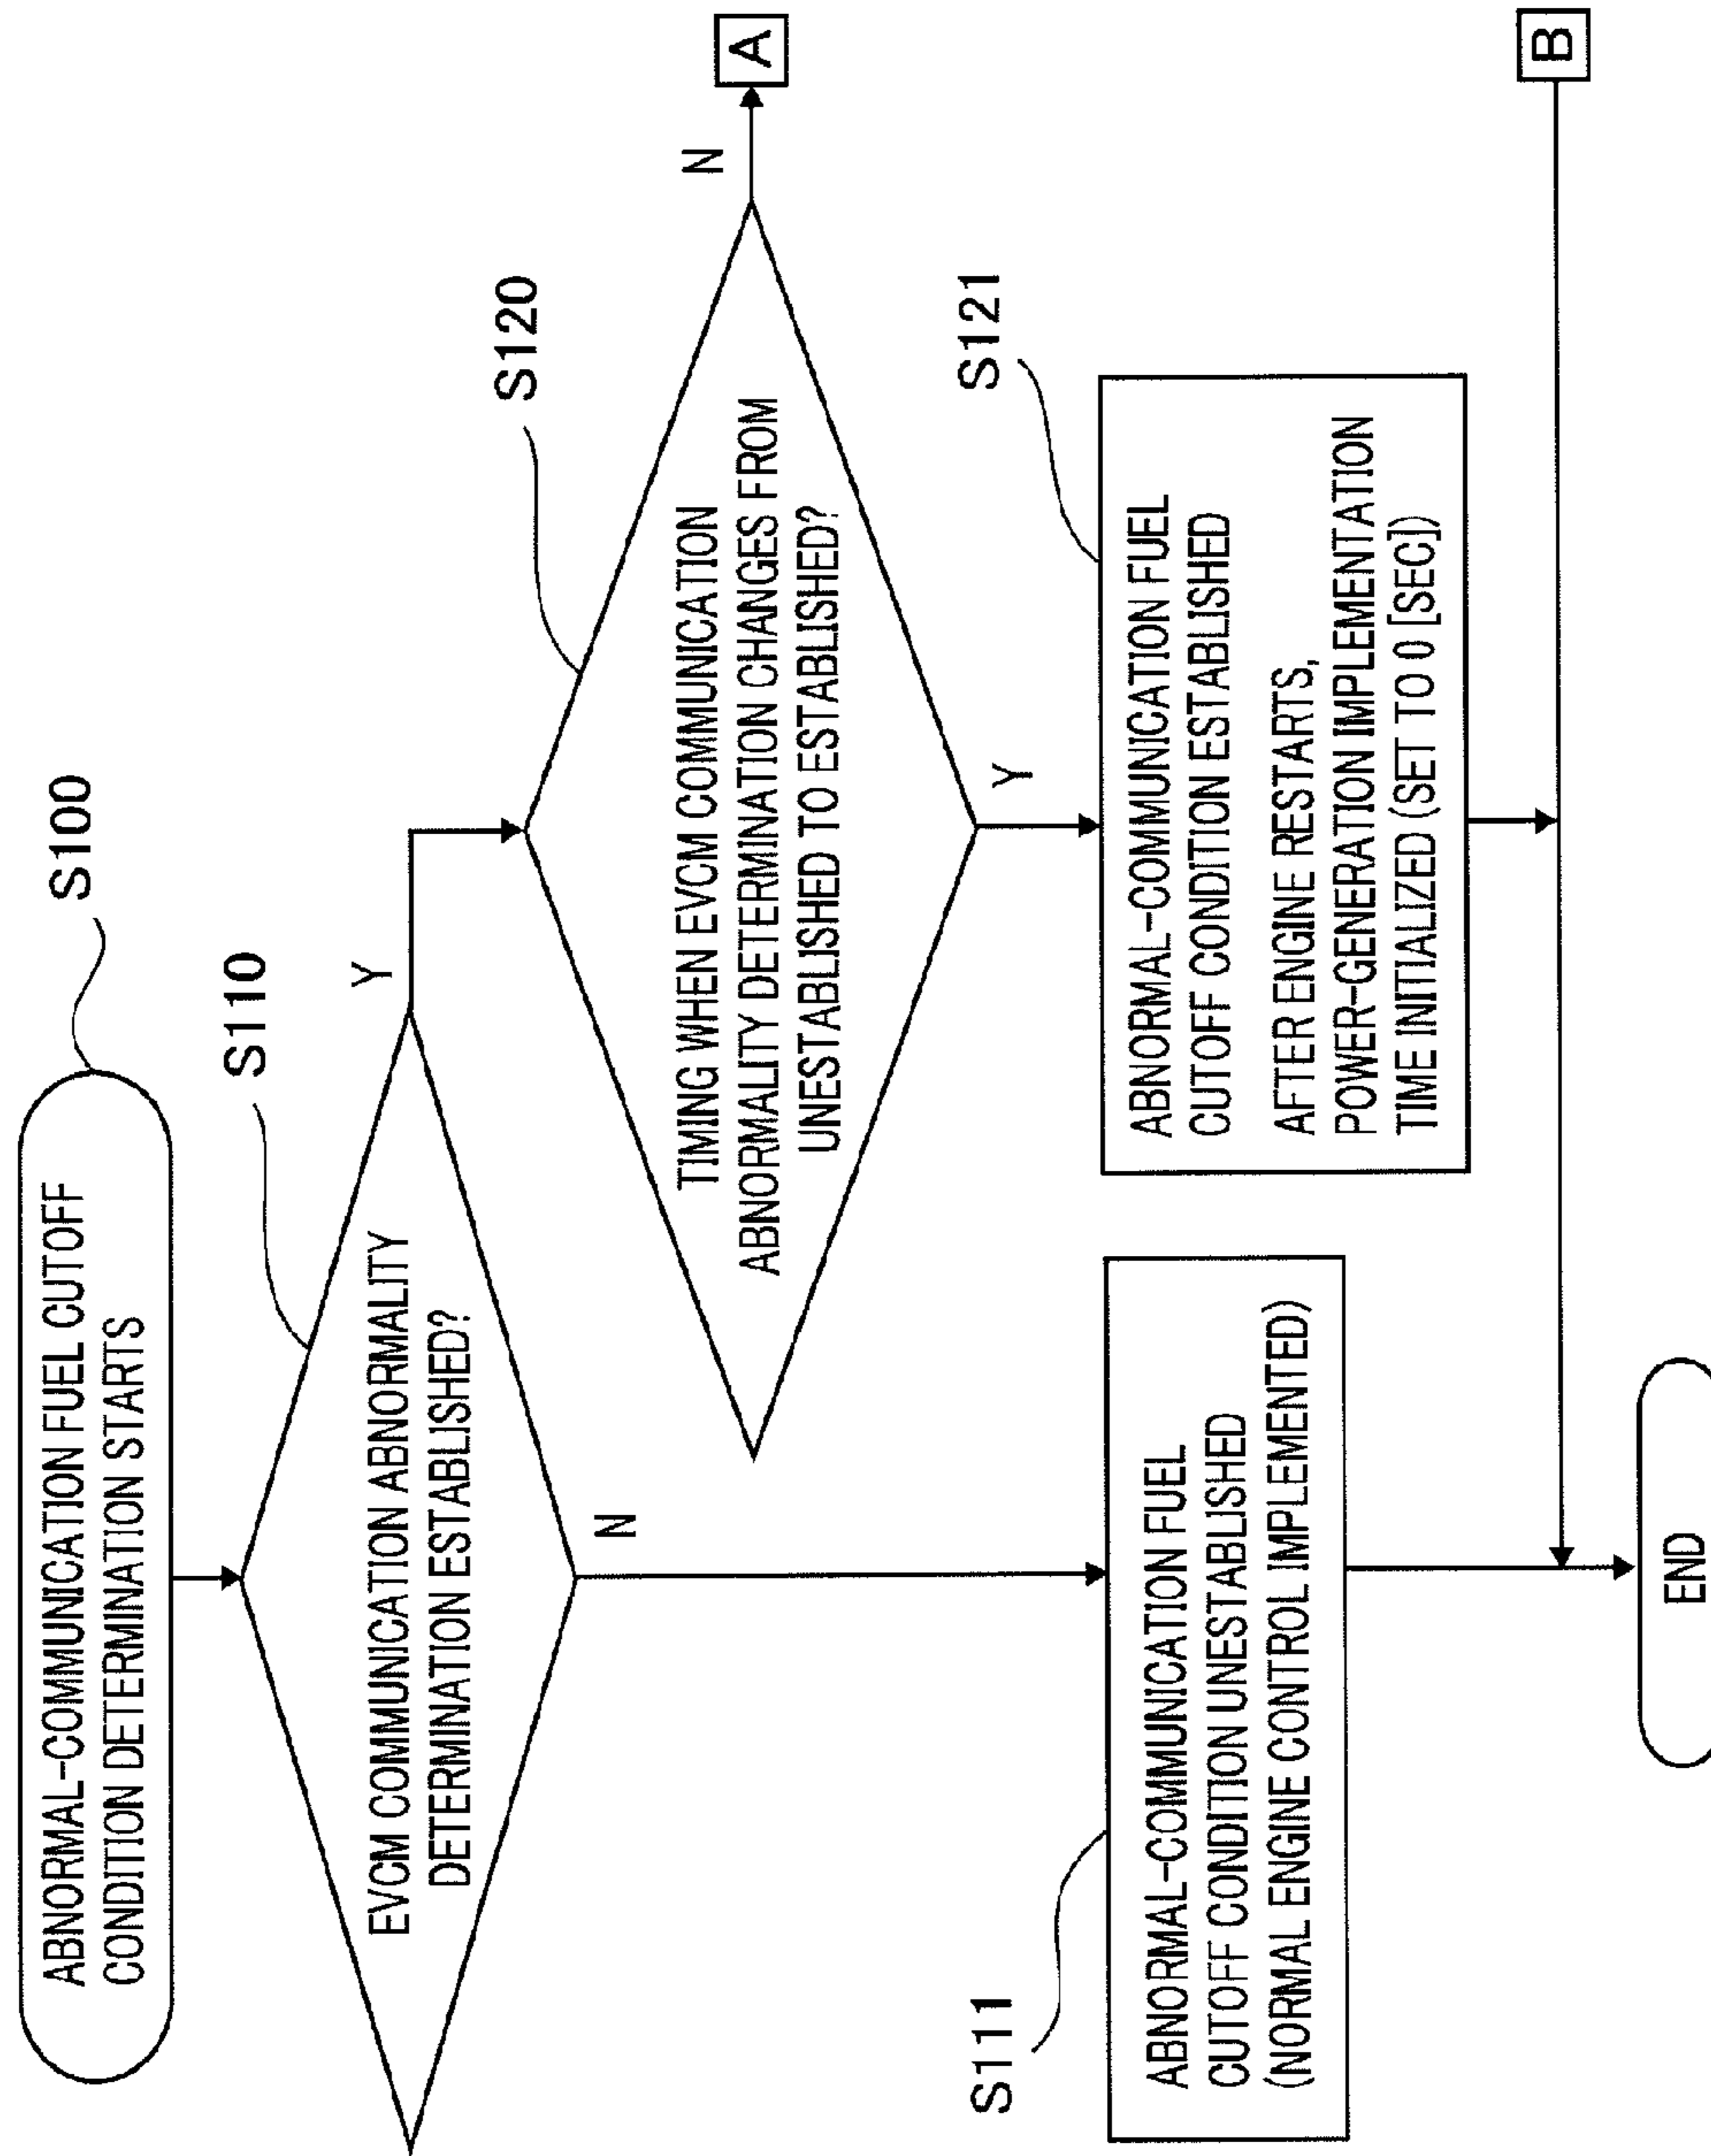 ABNORMAL-COMMUNICATION FUEL CUTOFF
CONDITION DETERMINATION STARTS
S100
EVCM COMMUNICATION ABNORMALITY
DETERMINATION ESTABLISHED?
S110
Y
N
TIMING WHEN EVCM COMMUNICATION
ABNORMALITY DETERMINATION CHANGES FROM
UNESTABLISHED TO ESTABLISHED?
S120
N
A
Y
S111
ABNORMAL-COMMUNICATION FUEL
CUTOFF CONDITION UNESTABLISHED
(NORMAL ENGINE CONTROL IMPLEMENTED)
S121
ABNORMAL-COMMUNICATION FUEL
CUTOFF CONDITION ESTABLISHED
AFTER ENGINE RESTARTS,
POWER-GENERATION IMPLEMENTATION
TIME INITIALIZED (SET TO 0 [SEC])
B
END